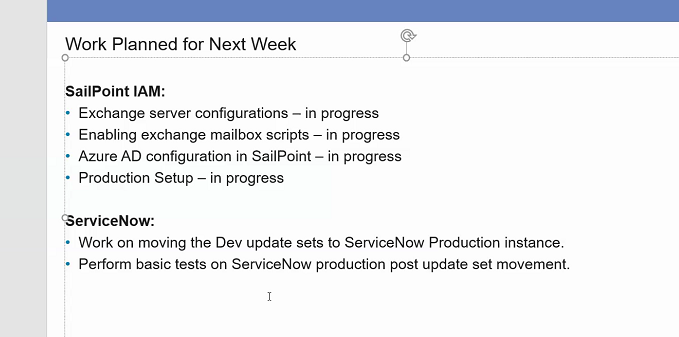 Work Planned for Next Week
SailPoint IAM:
• Exchange server configurations – in progress
• Enabling exchange mailbox scripts – in progress
• Azure AD configuration in SailPoint – in progress
• Production Setup – in progress
ServiceNow:
• Work on moving the Dev update sets to ServiceNow Production instance.
• Perform basic tests on ServiceNow production post update set movement.